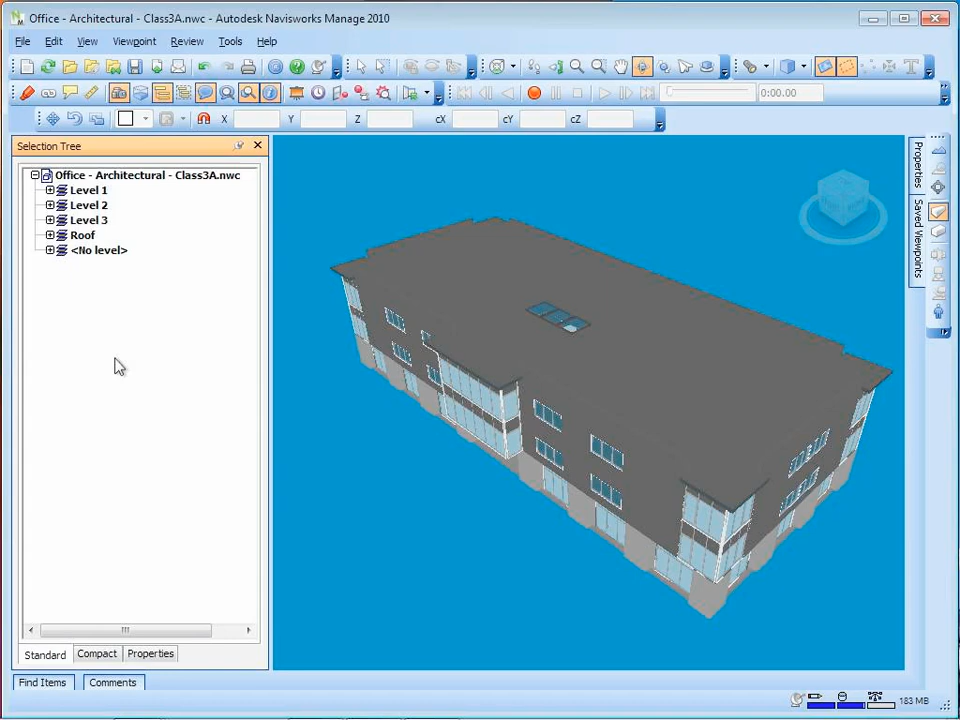 Office - Architectural - Class3A.nwc - Autodesk Navisworks Manage 2010
File Edit View Viewpoint Review Tools Help
0:00.00
X Y Z cX cY cZ
Selection Tree
Office - Architectural - Class3A.nwc
Level 1
Level 2
Level 3
Roof
<No level>
Properties
Saved Viewpoints
Standard Compact Properties
Find Items Comments
183 MB